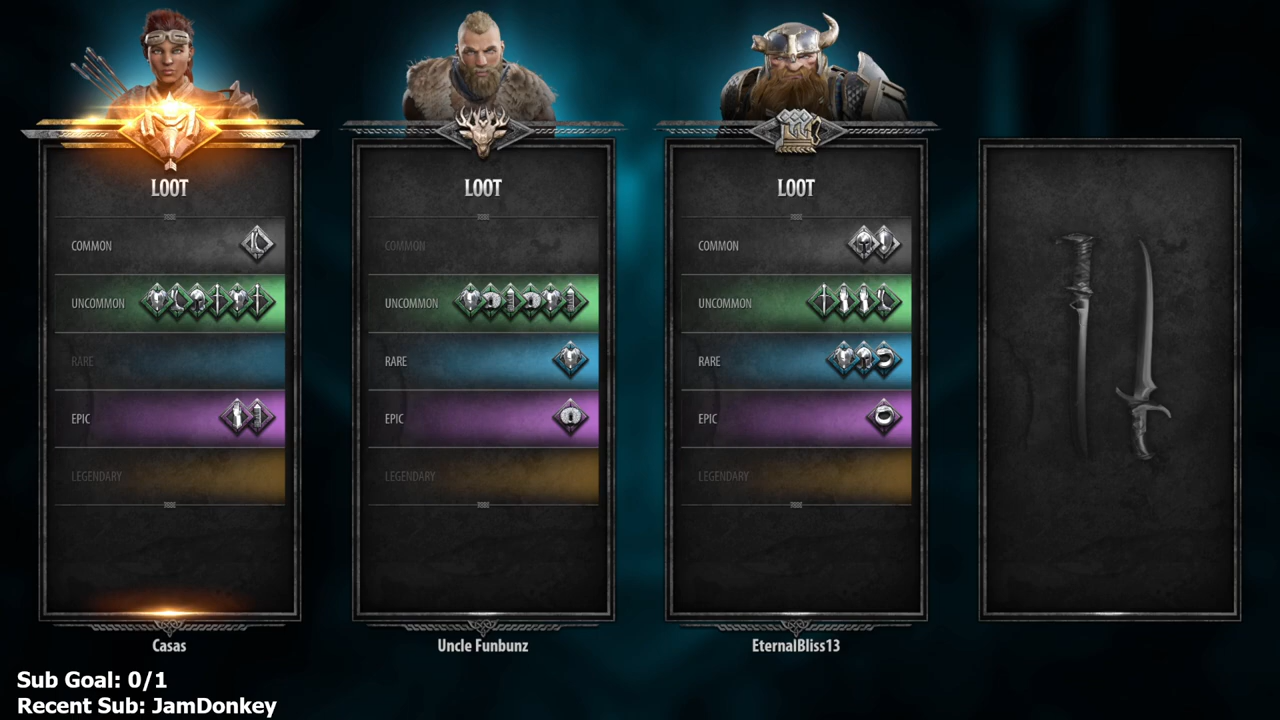 LOOT
COMMON
UNCOMMON
RARE
EPIC
LEGENDARY
Casas
LOOT
COMMON
UNCOMMON
RARE
EPIC
LEGENDARY
Uncle Funbunz
LOOT
COMMON
UNCOMMON
RARE
EPIC
LEGENDARY
EternalBliss13
Sub Goal: 0/1
Recent Sub: JamDonkey